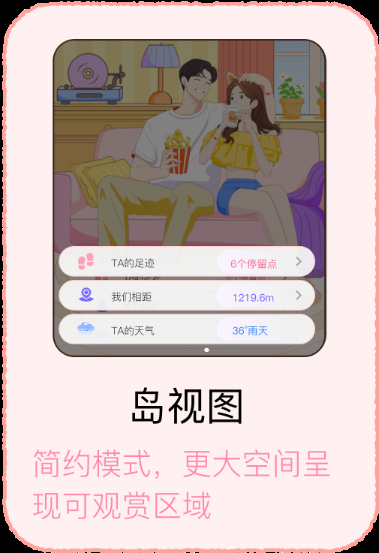 TA的足迹 6个停留点
我们相距 1219.6m
TA的天气 36°雨天
岛视图
简约模式，更大空间呈
现可观赏区域